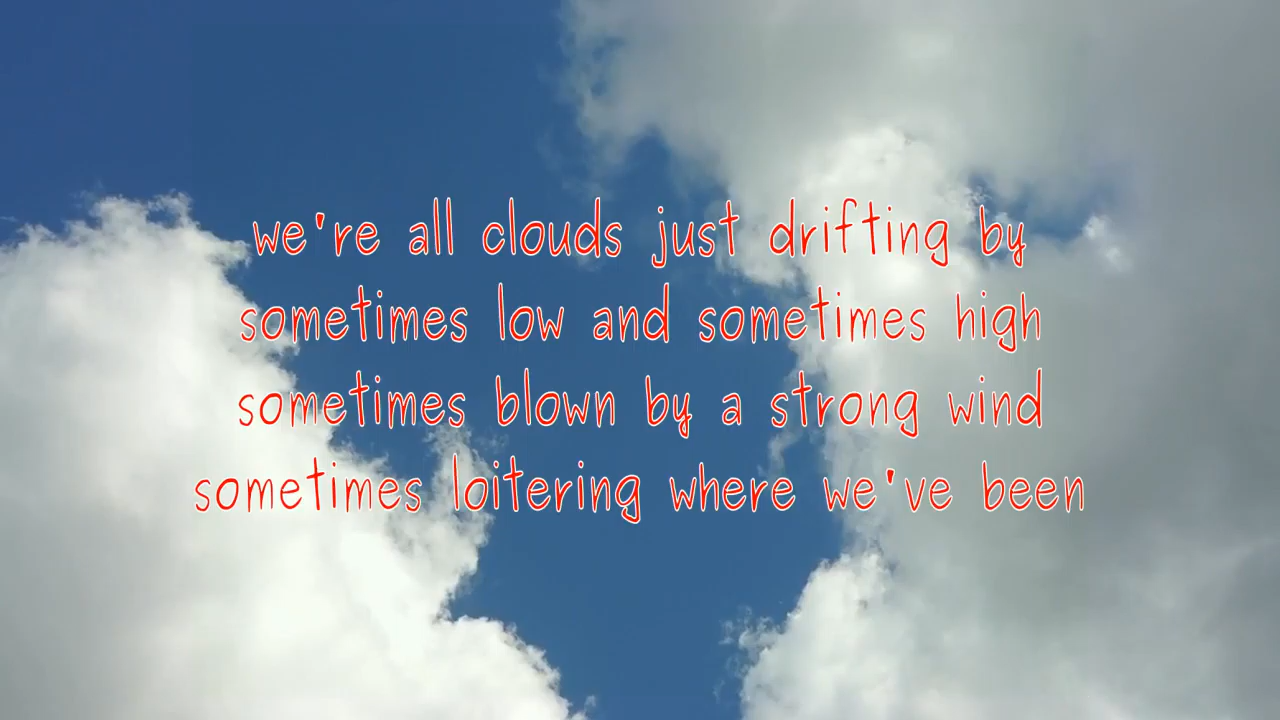 we're all clouds just drifting by
sometimes low and sometimes high
sometimes blown by a strong wind
sometimes loitering where we've been